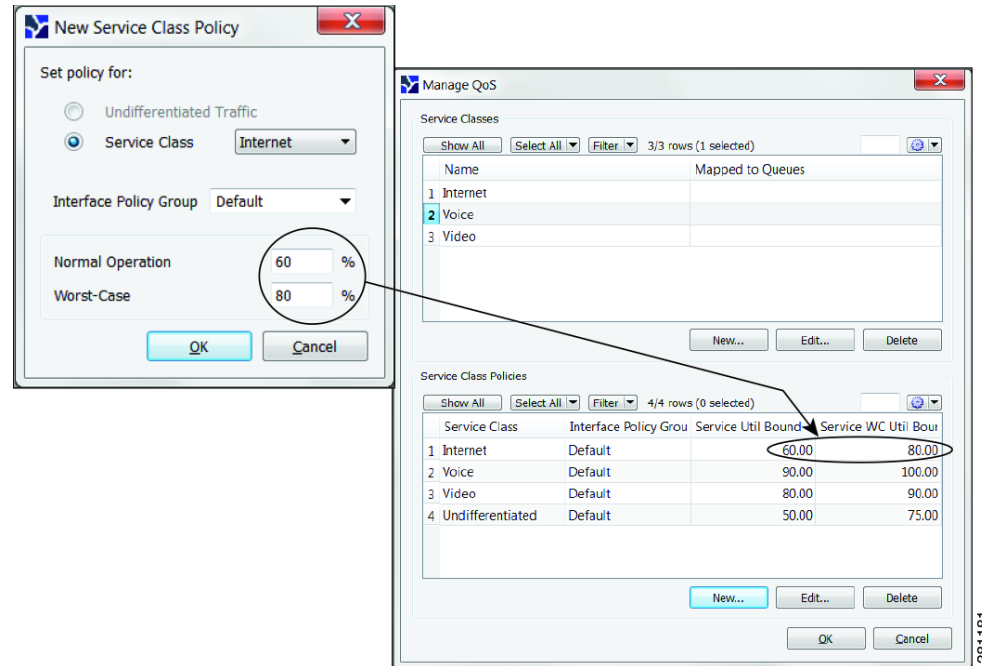 New Service Class Policy
Set policy for:
Undifferentiated Traffic
Service Class Internet
Interface Policy Group Default
Normal Operation 60 %
Worst-Case 80 %
OK Cancel
Manage QoS
Service Classes
Show All Select All Filter 3/3 rows (1 selected)
Name Mapped to Queues
1 Internet
2 Voice
3 Video
New... Edit... Delete
Service Class Policies
Show All Select All Filter 4/4 rows (0 selected)
Service Class Interface Policy Grou Service Util Bound Service WC Util Bour
1 Internet Default 60.00 80.00
2 Voice Default 90.00 100.00
3 Video Default 80.00 90.00
4 Undifferentiated Default 50.00 75.00
New... Edit... Delete
OK Cancel